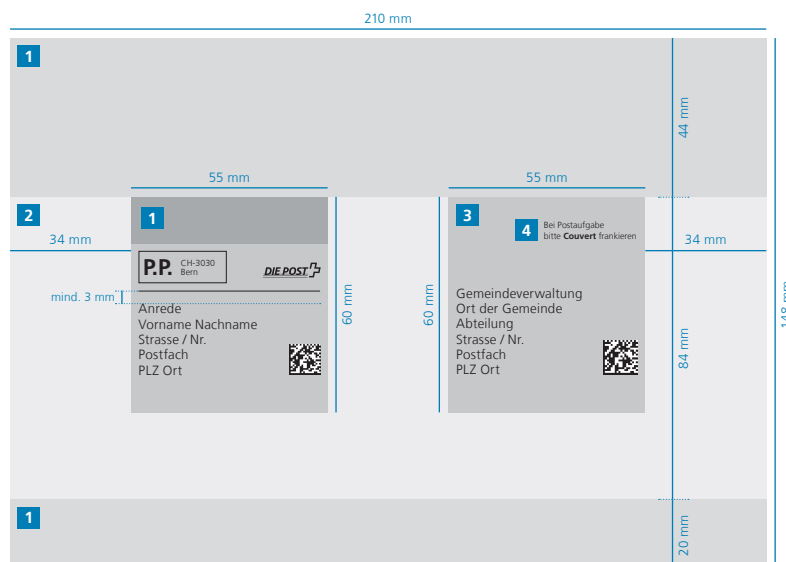 210 mm
1
44 mm
55 mm
55 mm
2
1
3
4
Bei Postaufgabe
bitte Couvert frankieren
34 mm
34 mm
P.P.
CH-3030
Bern
DIE POST
mind. 3 mm
60 mm
60 mm
148 mm
Anrede
Vorname Nachname
Strasse / Nr.
Postfach
PLZ Ort
Gemeindeverwaltung
Ort der Gemeinde
Abteilung
Strasse / Nr.
Postfach
PLZ Ort
84 mm
1
20 mm